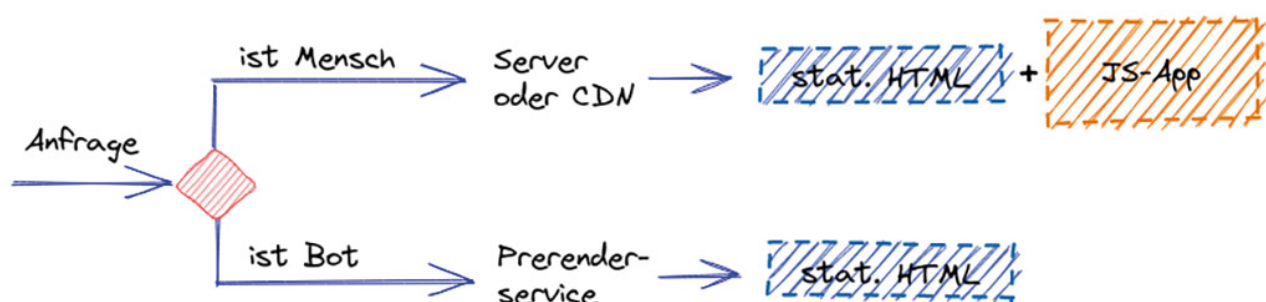 ist Mensch
Server
oder CDN
stat. HTML
+
JS-App
Anfrage
ist Bot
Prerender-
service
stat. HTML